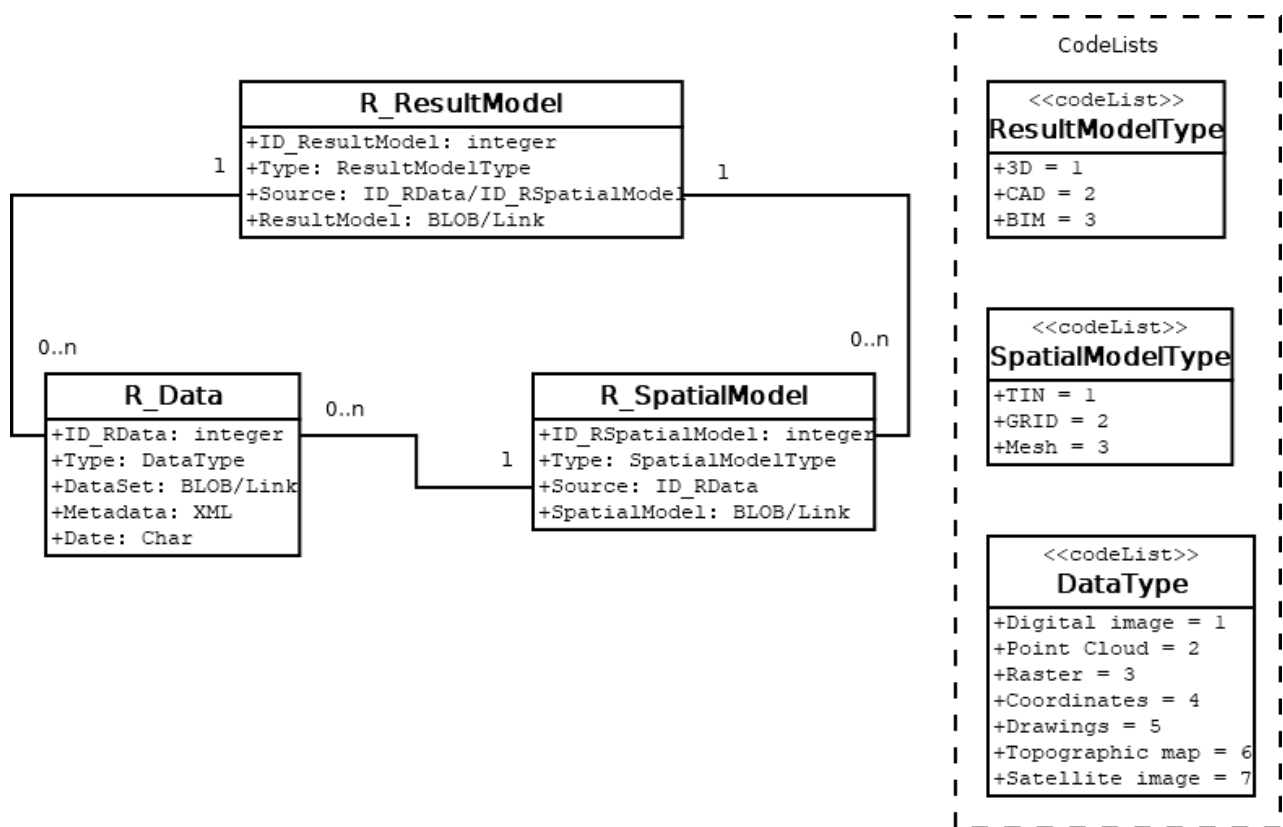 CodeLists
R_ResultModel
+ID_ResultModel: integer
+Type: ResultModelType
+Source: ID_RData/ID_RSpatialModel
+ResultModel: BLOB/Link
1
1
0..n
0..n
R_Data
+ID_RData: integer
+Type: DataType
+DataSet: BLOB/Link
+Metadata: XML
+Date: Char
0..n
1
R_SpatialModel
+ID_RSpatialModel: integer
+Type: SpatialModelType
+Source: ID_RData
+SpatialModel: BLOB/Link
<<codeList>>
ResultModelType
+3D = 1
+CAD = 2
+BIM = 3
<<codeList>>
SpatialModelType
+TIN = 1
+GRID = 2
+Mesh = 3
<<codeList>>
DataType
+Digital image = 1
+Point Cloud = 2
+Raster = 3
+Coordinates = 4
+Drawings = 5
+Topographic map = 6
+Satellite image = 7